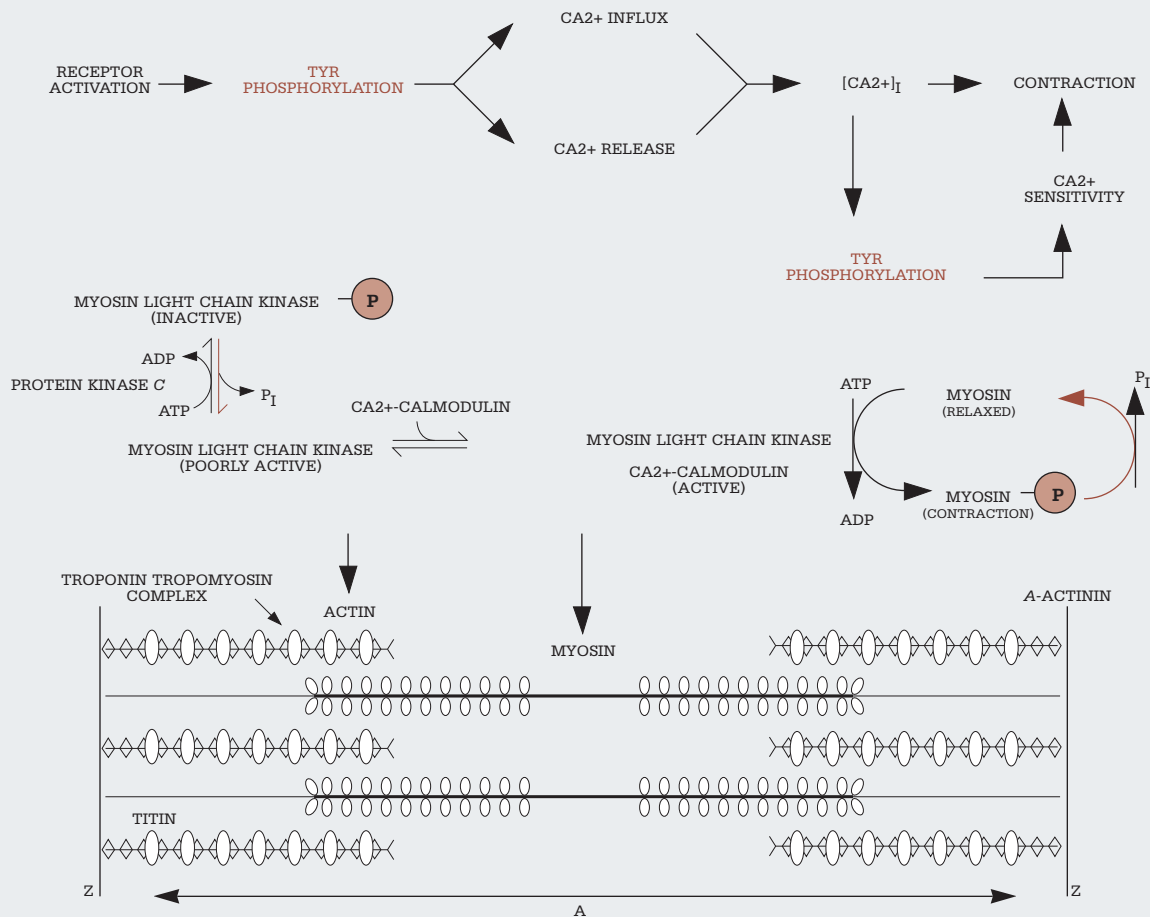 CA2+ INFLUX
RECEPTOR
ACTIVATION
TYR
PHOSPHORYLATION
[CA2+]I
CONTRACTION
CA2+ RELEASE
CA2+
SENSITIVITY
TYR
PHOSPHORYLATION
MYOSIN LIGHT CHAIN KINASE
(INACTIVE)
P
ADP
PROTEIN KINASE C
ATP
PI
CA2+-CALMODULIN
MYOSIN LIGHT CHAIN KINASE
(POORLY ACTIVE)
ATP
MYOSIN
(RELAXED)
PI
MYOSIN LIGHT CHAIN KINASE
CA2+-CALMODULIN
(ACTIVE)
ADP
MYOSIN
(CONTRACTION)
P
TROPONIN TROPOMYOSIN
COMPLEX
ACTIN
MYOSIN
A-ACTININ
TITIN
Z
Z
A